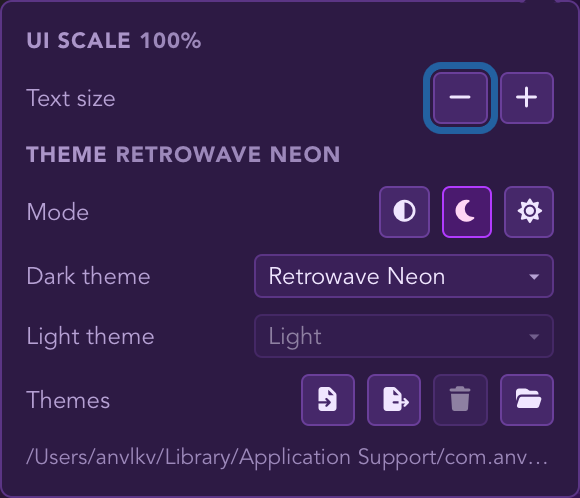 UI SCALE 100%
Text size
THEME RETROWAVE NEON
Mode
Dark theme Retrowave Neon
Light theme Light
Themes
/Users/anvlkv/Library/Application Support/com.anv…